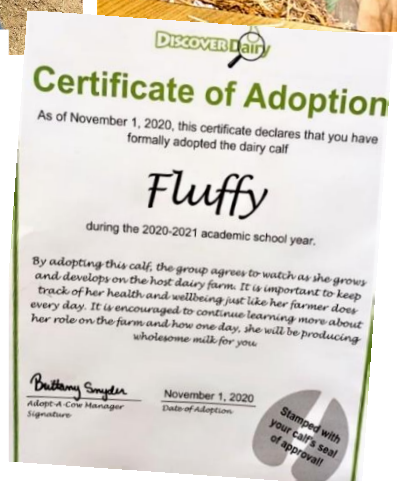 DISCOVER Dairy
Certificate of Adoption
As of November 1, 2020, this certificate declares that you have
formally adopted the dairy calf
Fluffy
during the 2020-2021 academic school year.
By adopting this calf, the group agrees to watch as she grows
and develops on the host dairy farm. It is important to keep
track of her health and wellbeing just like her farmer does
every day. It is encouraged to continue learning more about
her role on the farm and how one day, she will be producing
wholesome milk for you
Brittany Snyder
November 1, 2020
Adopt-A-Cow Manager
Date of Adoption
Signature
Stamped with
your calf's seal
of approval!